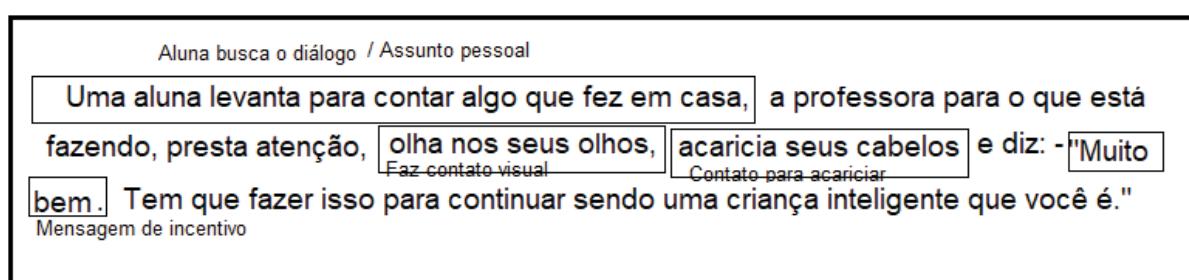 Aluna busca o diálogo / Assunto pessoal
Uma aluna levanta para contar algo que fez em casa, a professora para o que está
fazendo, presta atenção, olha nos seus olhos, acaricia seus cabelos e diz: -"Muito
Faz contato visual Contato para acariciar
bem. Tem que fazer isso para continuar sendo uma criança inteligente que você é."
Mensagem de incentivo